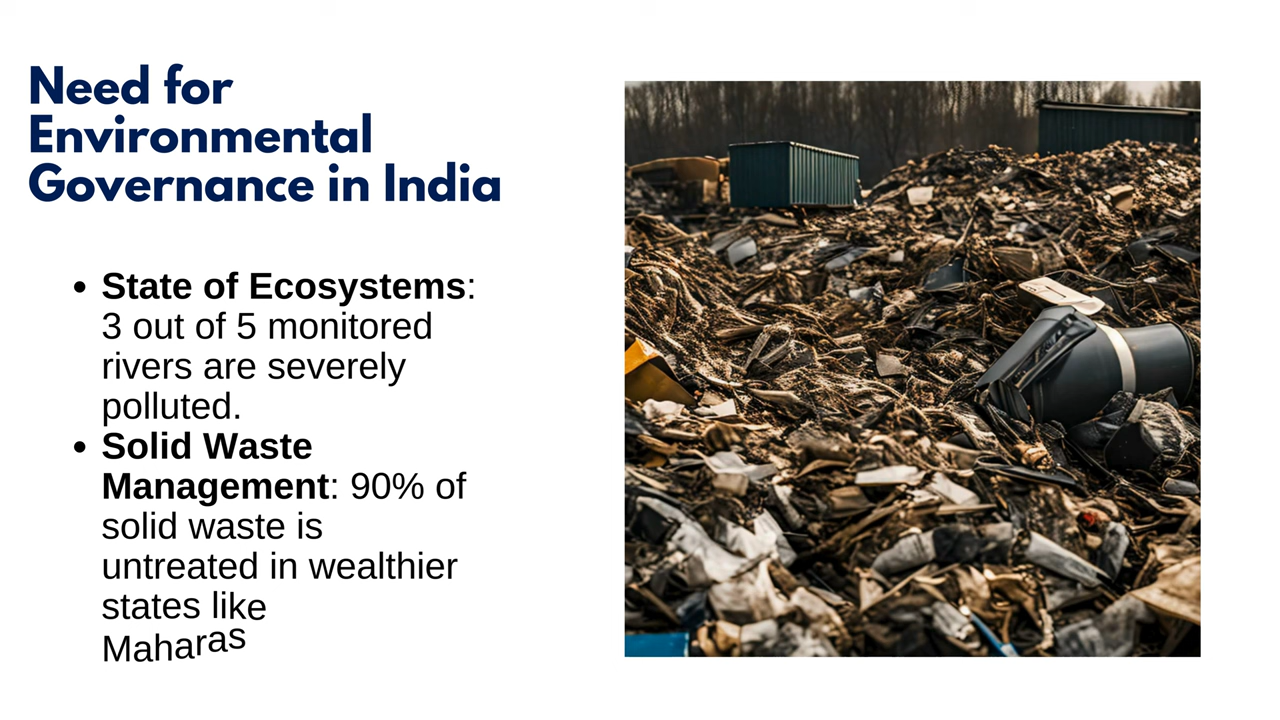 Need for
Environmental
Governance in India
• State of Ecosystems:
3 out of 5 monitored
rivers are severely
polluted.
• Solid Waste
Management: 90% of
solid waste is
untreated in wealthier
states like
Maharas